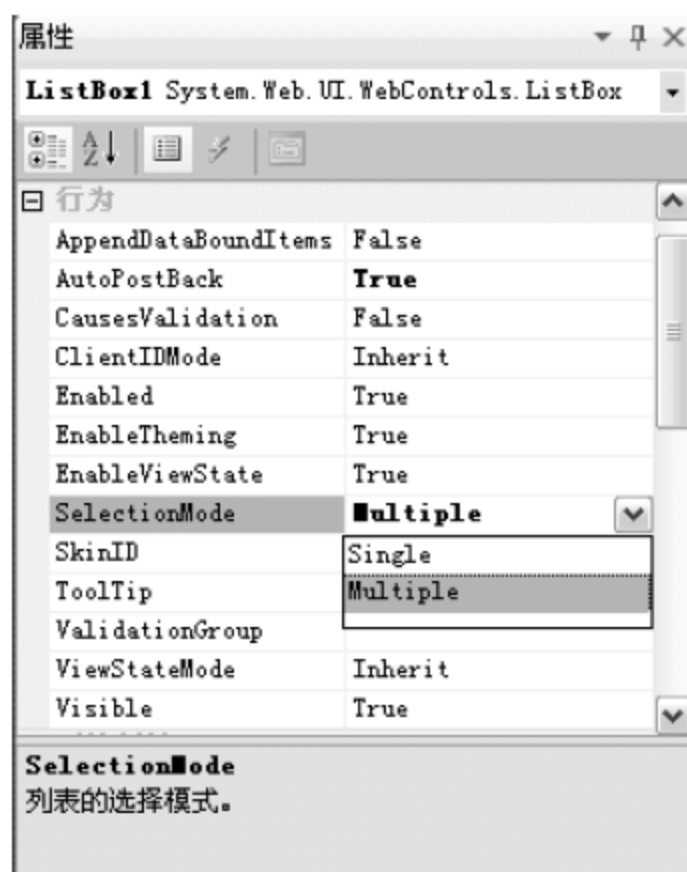 属性
ListBox1 System.Web.UI.WebControls.ListBox
行为
AppendDataBoundItems False
AutoPostBack True
CausesValidation False
ClientIDMode Inherit
Enabled True
EnableTheming True
EnableViewState True
SelectionMode Multiple
SkinID
Single
ToolTip
Multiple
ValidationGroup
ViewStateMode Inherit
Visible True
SelectionMode
列表的选择模式。